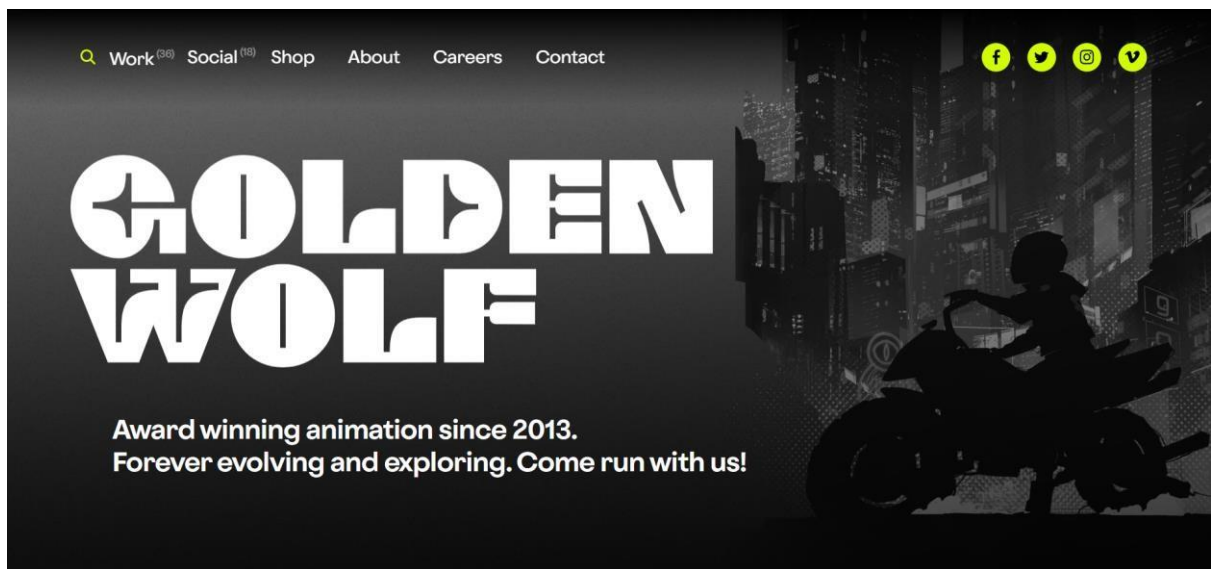 Work (36) Social (18) Shop About Careers Contact
GOLDEN
WOLF
Award winning animation since 2013.
Forever evolving and exploring. Come run with us!